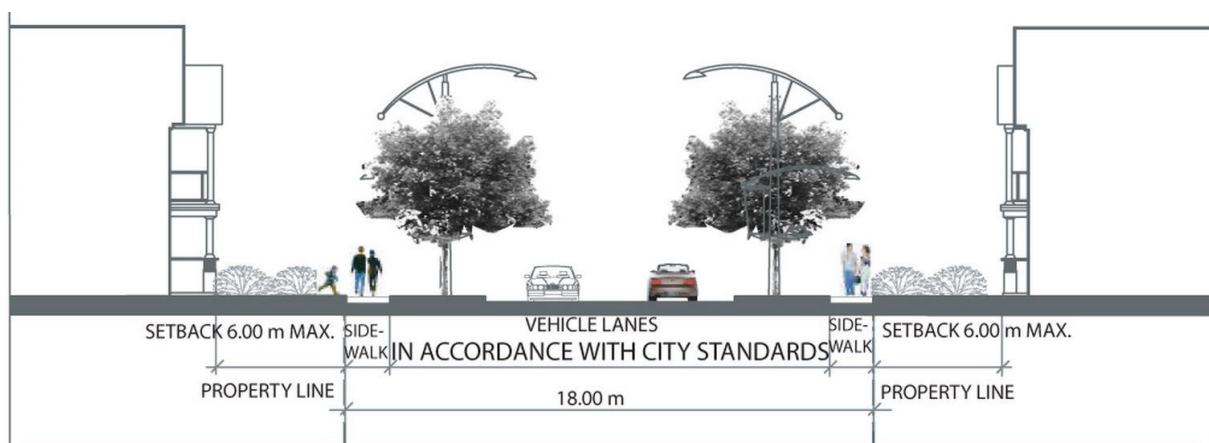 SETBACK 6.00 m MAX.
SIDE-
WALK
VEHICLE LANES
IN ACCORDANCE WITH CITY STANDARDS
SIDE-
WALK
SETBACK 6.00 m MAX.
PROPERTY LINE
18.00 m
PROPERTY LINE